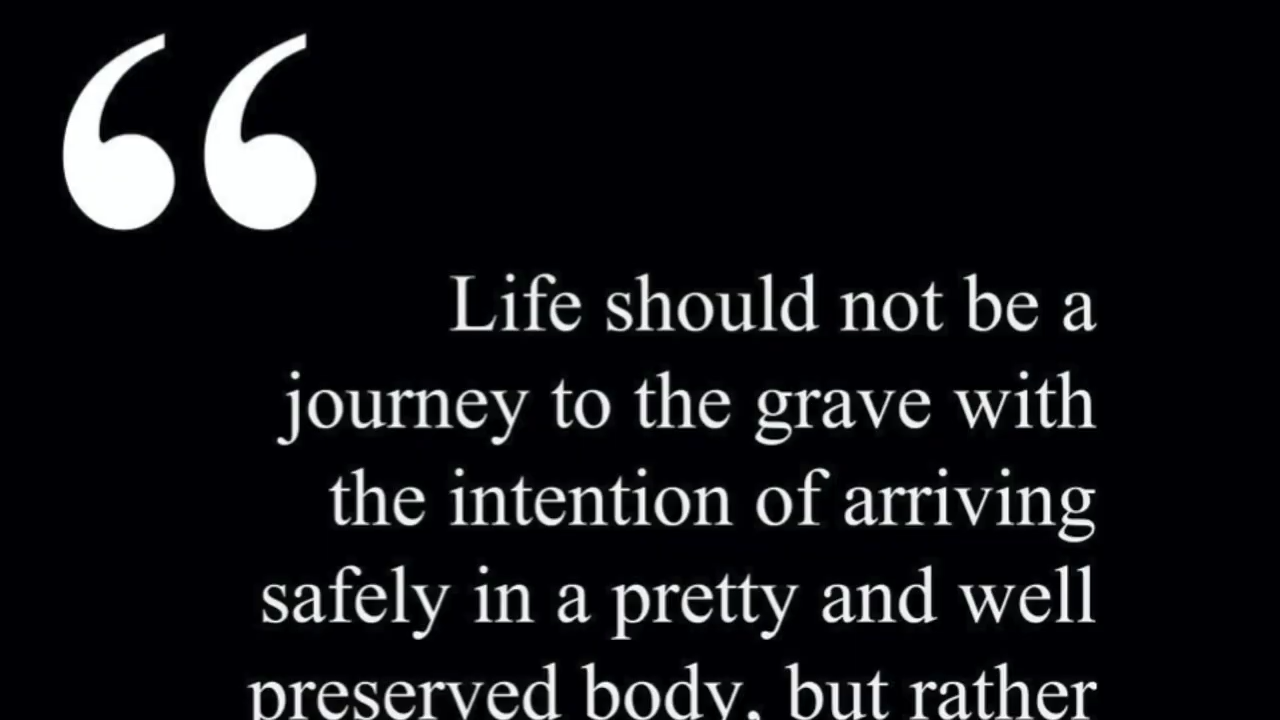 “
Life should not be a
journey to the grave with
the intention of arriving
safely in a pretty and well
preserved body, but rather